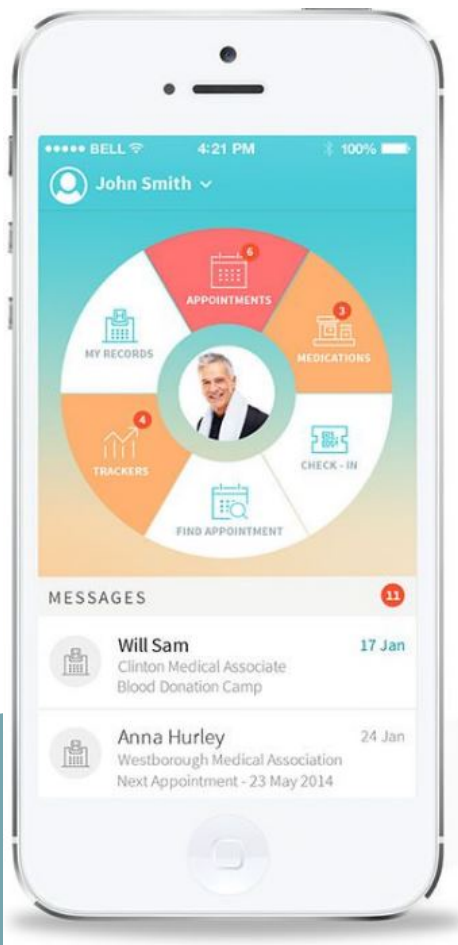 BELL 4:21 PM 100%
John Smith
6
APPOINTMENTS
3
MEDICATIONS
H
MY RECORDS
4
TRACKERS
CHECK - IN
FIND APPOINTMENT
MESSAGES 11
Will Sam 17 Jan
Clinton Medical Associate
Blood Donation Camp
Anna Hurley 24 Jan
Westborough Medical Association
Next Appointment - 23 May 2014